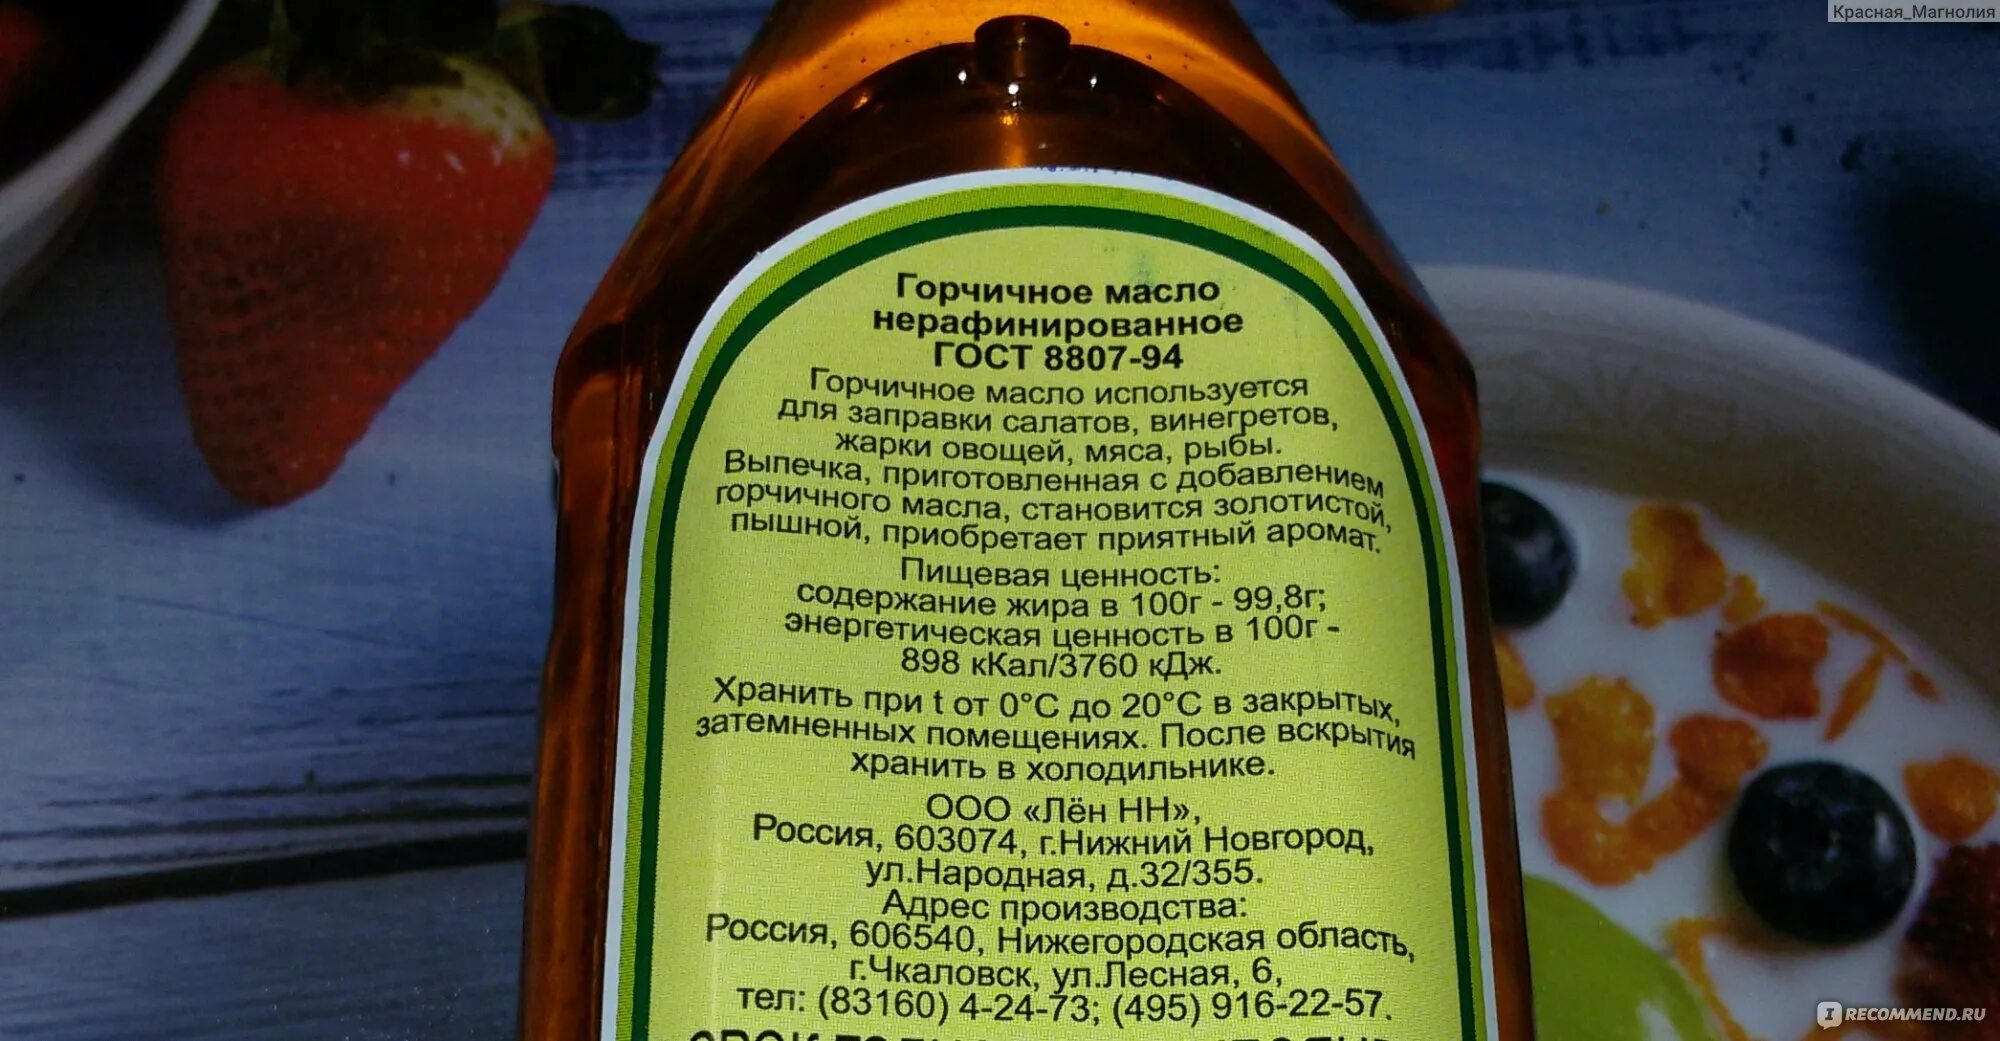 Красная_Магнолия
Горчичное масло
нерафинированное
ГОСТ 8807-94
Горчичное масло используется
для заправки салатов, винегретов,
жарки овощей, мяса, рыбы.
Выпечка, приготовленная с добавлением
горчичного масла, становится золотистой,
пышной, приобретает приятный аромат.
Пищевая ценность:
содержание жира в 100г - 99,8г;
энергетическая ценность в 100г -
898 кКал/3760 кДж.
Хранить при t от 0°С до 20°С в закрытых,
затемненных помещениях. После вскрытия
хранить в холодильнике.
ООО «Лён НН»,
Россия, 603074, г.Нижний Новгород,
ул.Народная, д.32/355.
Адрес производства:
Россия, 606540, Нижегородская область,
г.Чкаловск, ул.Лесная, 6,
тел: (83160) 4-24-73; (495) 916-22-57.
IRECOMMEND.RU